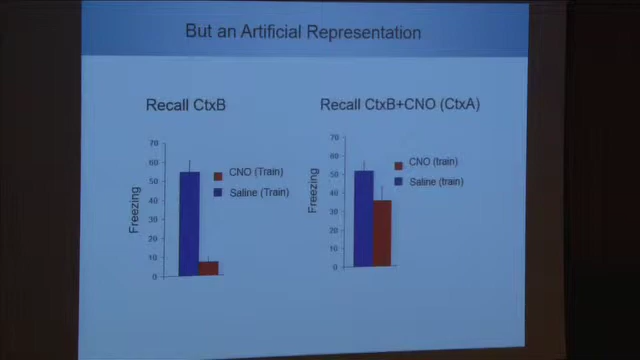 But an Artificial Representation
Recall CtxB
70
60
50
40
30
20
10
0
Freezing
CNO (Train)
Saline (Train)
Recall CtxB+CNO (CtxA)
70
60
50
40
30
20
10
0
Freezing
CNO (train)
Saline (train)